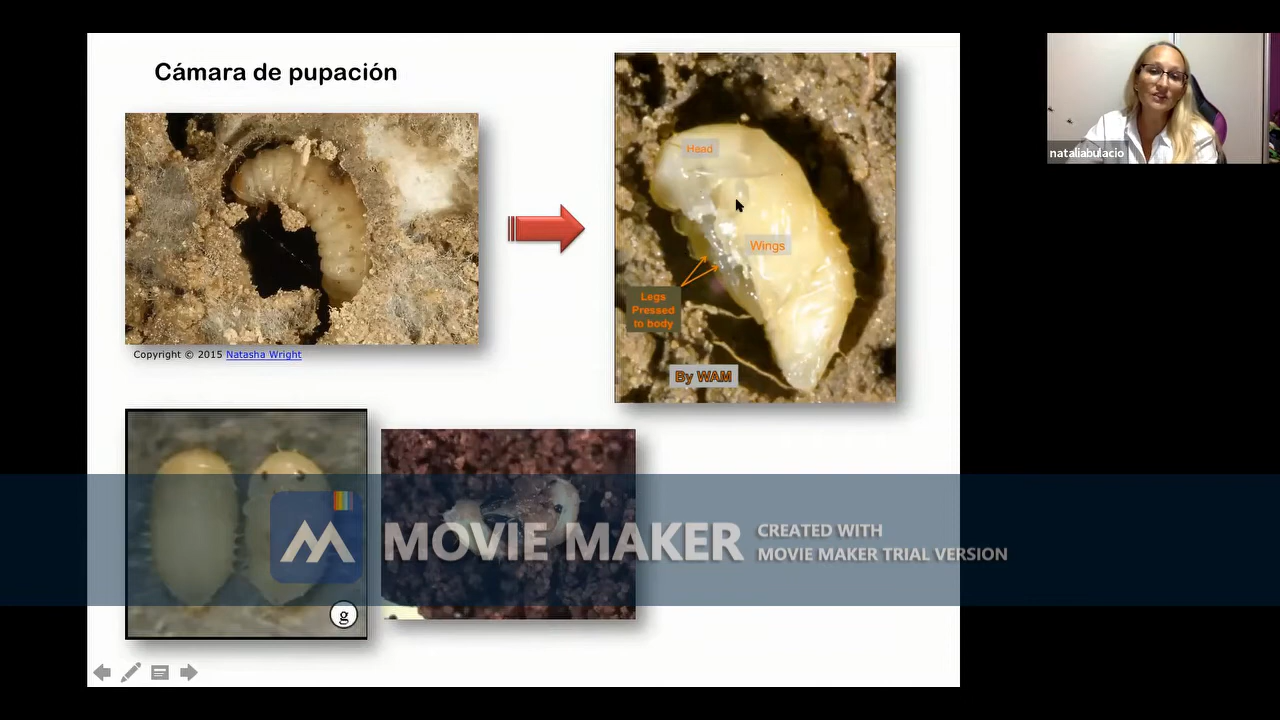 Cámara de pupación
nataliabulacio
Head
Wings
Legs
Pressed
to body
By WAM
Copyright © 2015 Natasha Wright
MOVIE MAKER
CREATED WITH
MOVIE MAKER TRIAL VERSION
g